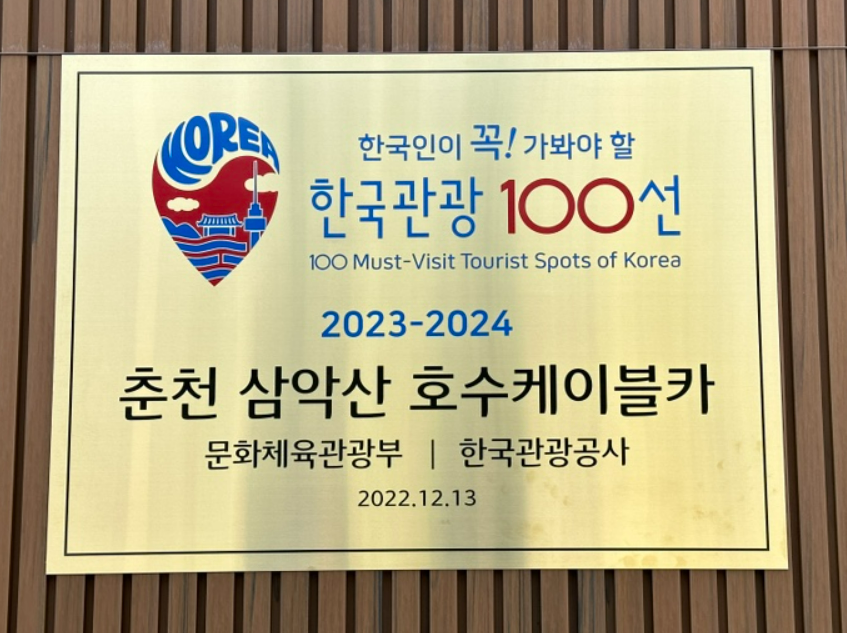 KOREA
한국인이 꼭! 가봐야 할
한국관광 100선
100 Must-Visit Tourist Spots of Korea
2023-2024
춘천 삼악산 호수케이블카
문화체육관광부 | 한국관광공사
2022.12.13